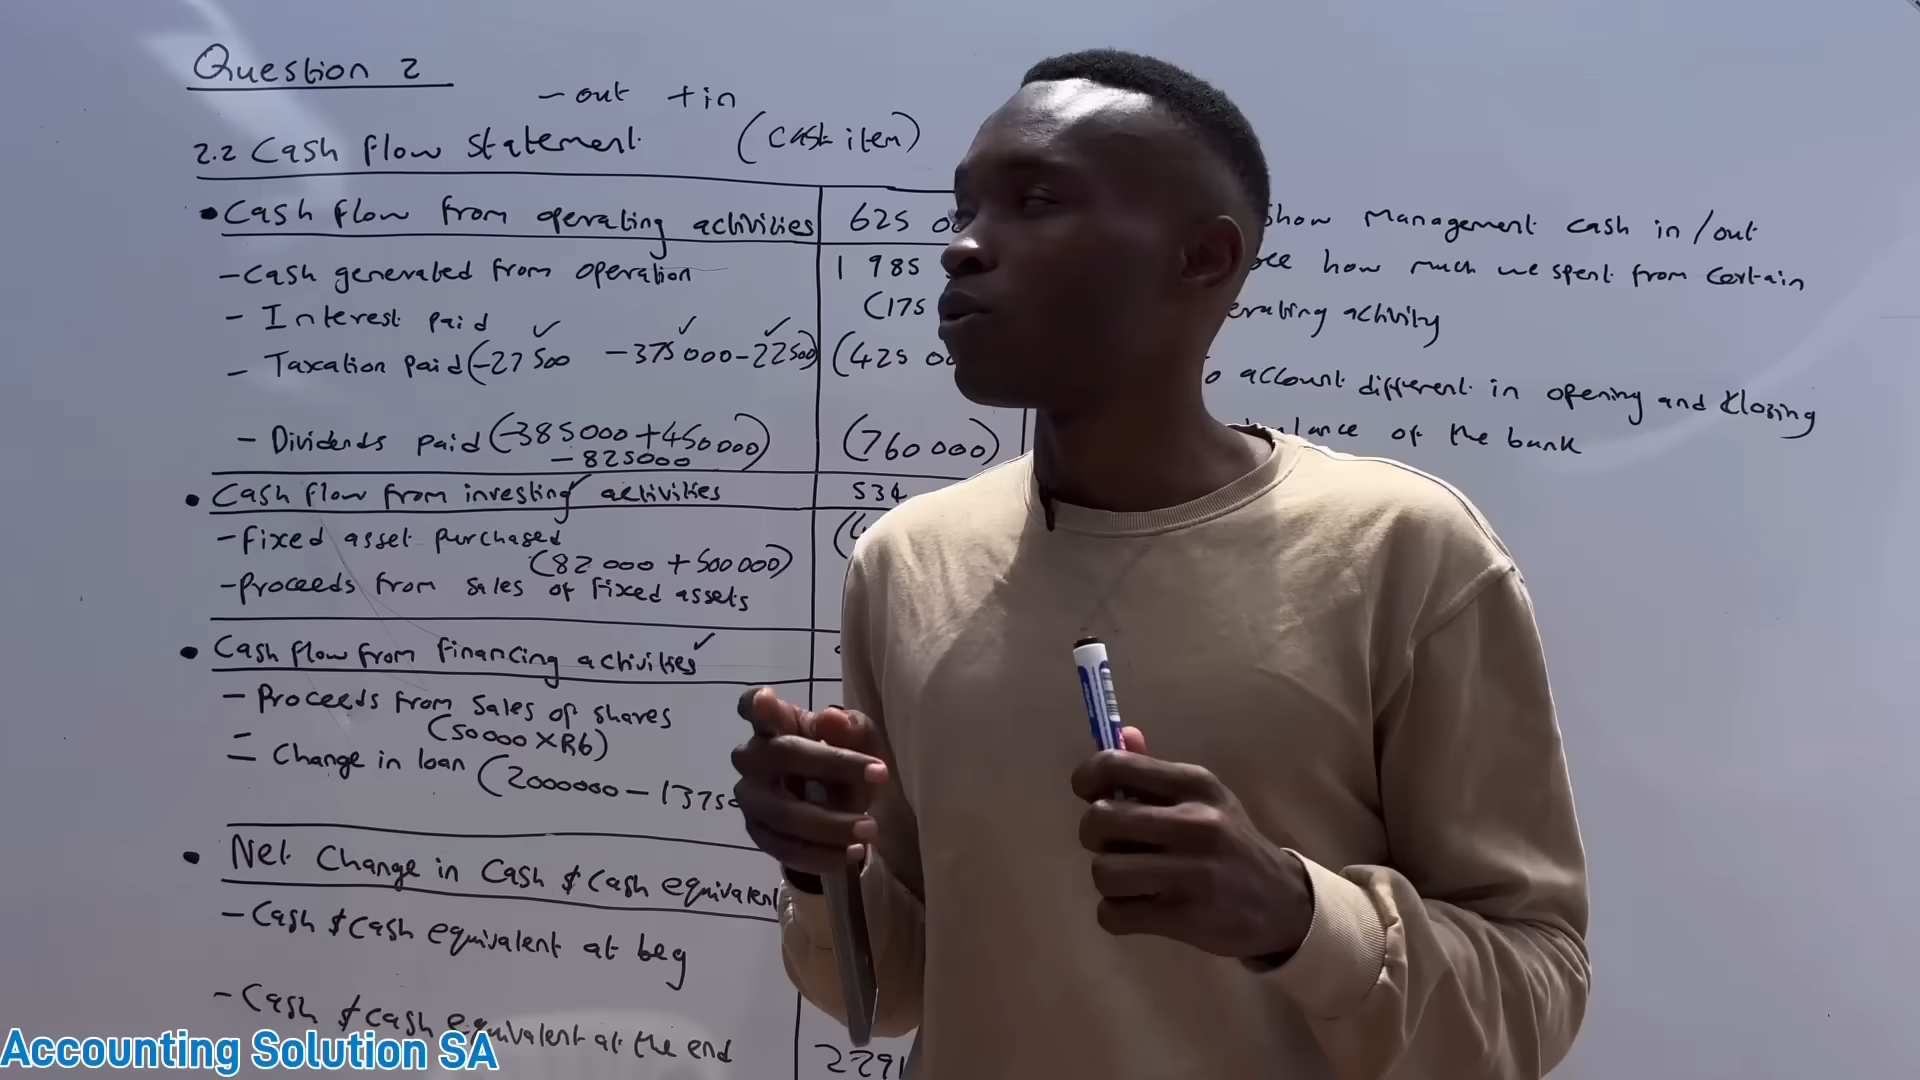 Question 2
- out + in
2.2 Cash flow statement (cash item)
• Cash flow from operating activities 625
- Cash generated from operation 1 985
- Interest paid (175
- Taxation paid (-27 500 - 375 000 - 22 500) (425
- Dividends paid (-385 000 + 450 000 (760 000)
- 825000
• Cash flow from investing activities 534
- Fixed asset purchased
(82 000 + 500 000)
- Proceeds from sales of fixed assets
• Cash flow from financing activities
- Proceeds from sales of shares
(50 000 X R6)
- Change in loan (2000000 - 1375
• Net change in cash & cash equivalent
- Cash & cash equivalent at beg
- Cash & cash equivalent at the end 2291
show management cash in/out
see how much we spent from certain
erating activity
account different in opening and closing
lance of the bank
Accounting Solution SA